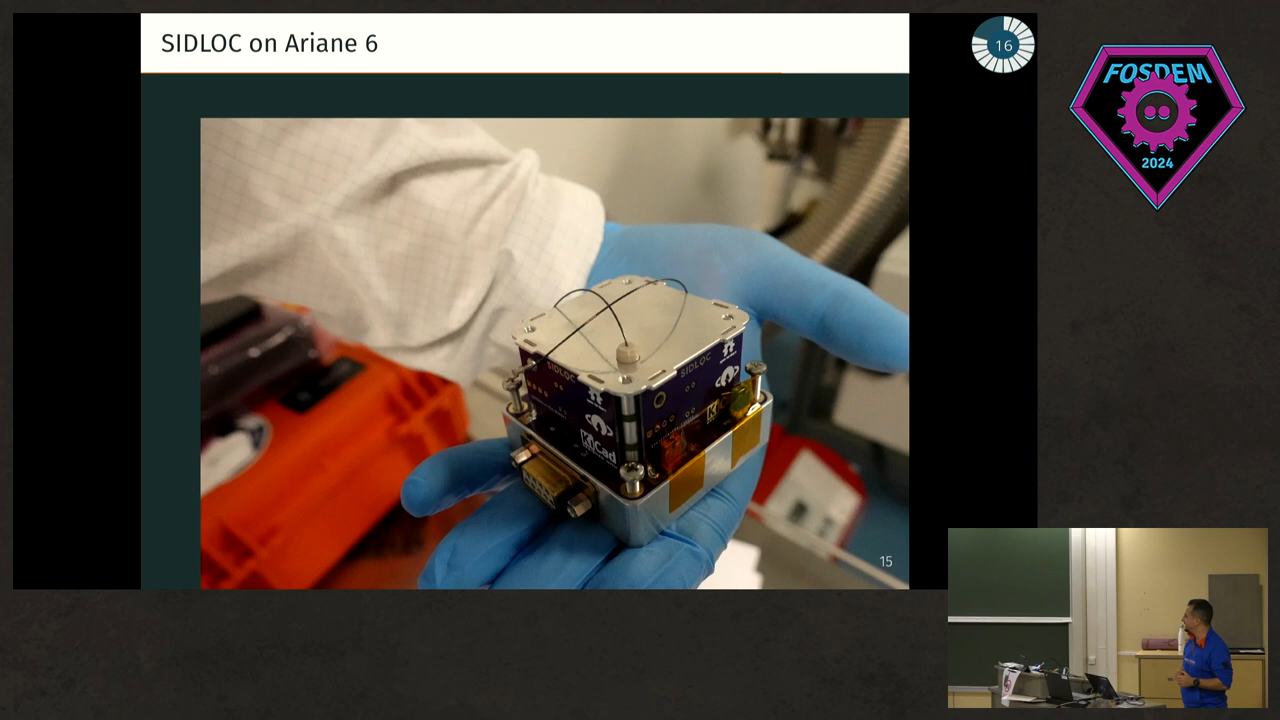 SIDLOC on Ariane 6
16
FOSDEM
2024
SIDLOC
SIDLOC
KiCad
15